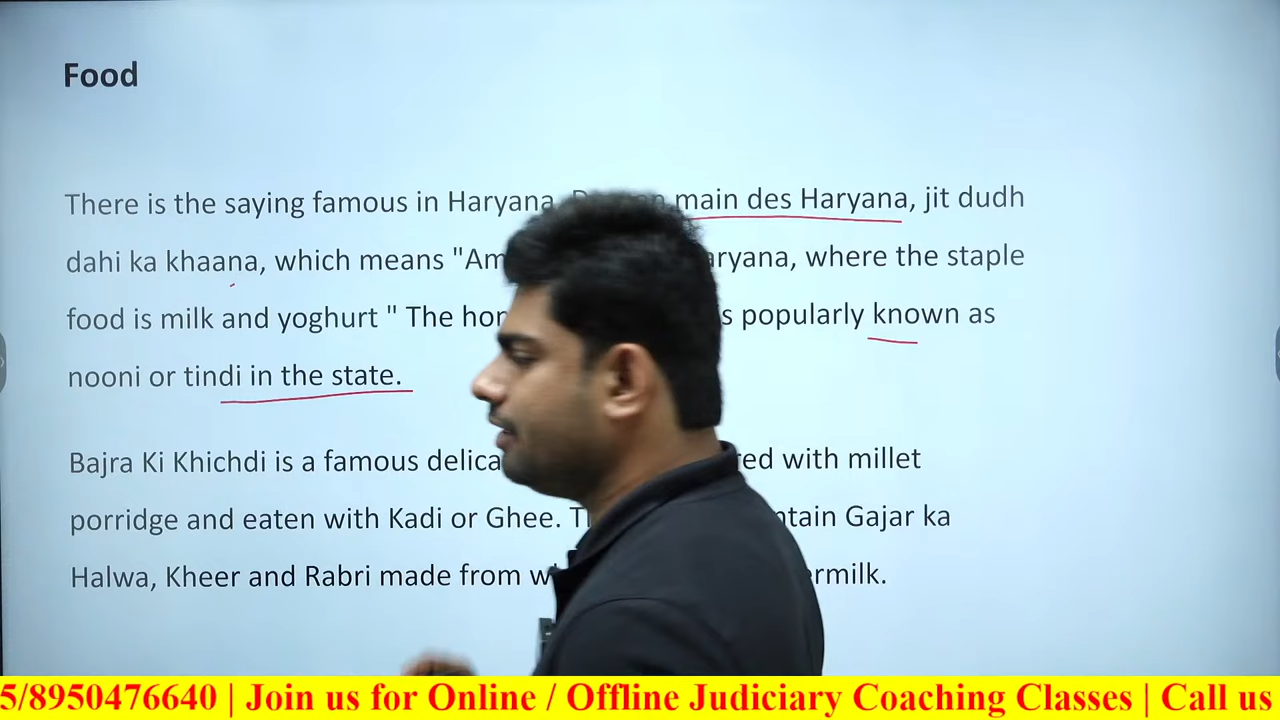 Food
There is the saying famous in Haryana, main des Haryana, jit dudh
dahi ka khaana, which means "Am aryana, where the staple
food is milk and yoghurt " The hon s popularly known as
nooni or tindi in the state.
Bajra Ki Khichdi is a famous delica red with millet
porridge and eaten with Kadi or Ghee. ntain Gajar ka
Halwa, Kheer and Rabri made from ermilk.
5/8950476640 | Join us for Online / Offline Judiciary Coaching Classes | Call us